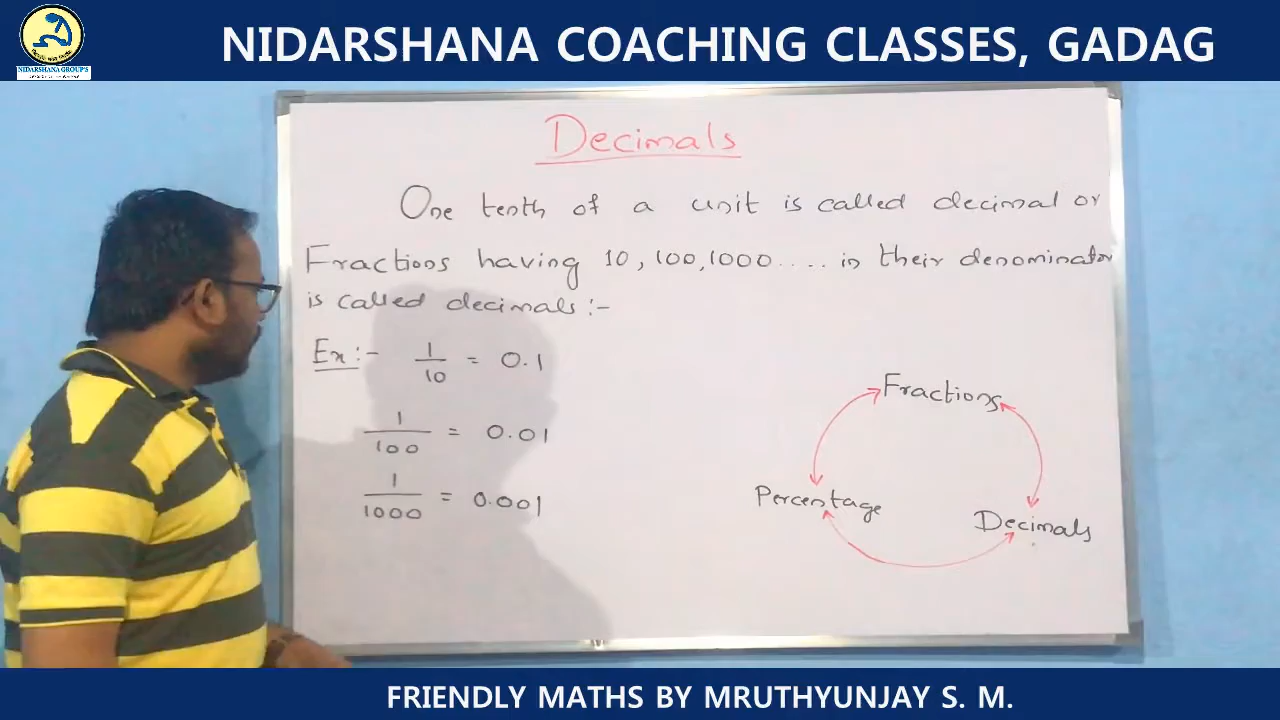 NIDARSHANA COACHING CLASSES, GADAG
NIDARSHANA GROUP'S
Decimals
One tenth of a unit is called decimal or
Fractions having 10, 100, 1000.... in their denominator
is called decimals :-
Ex:- 1/10 = 0.1
1/100 = 0.01
1/1000 = 0.001
Fractions
Percentage
Decimals
FRIENDLY MATHS BY MRUTHYUNJAY S. M.